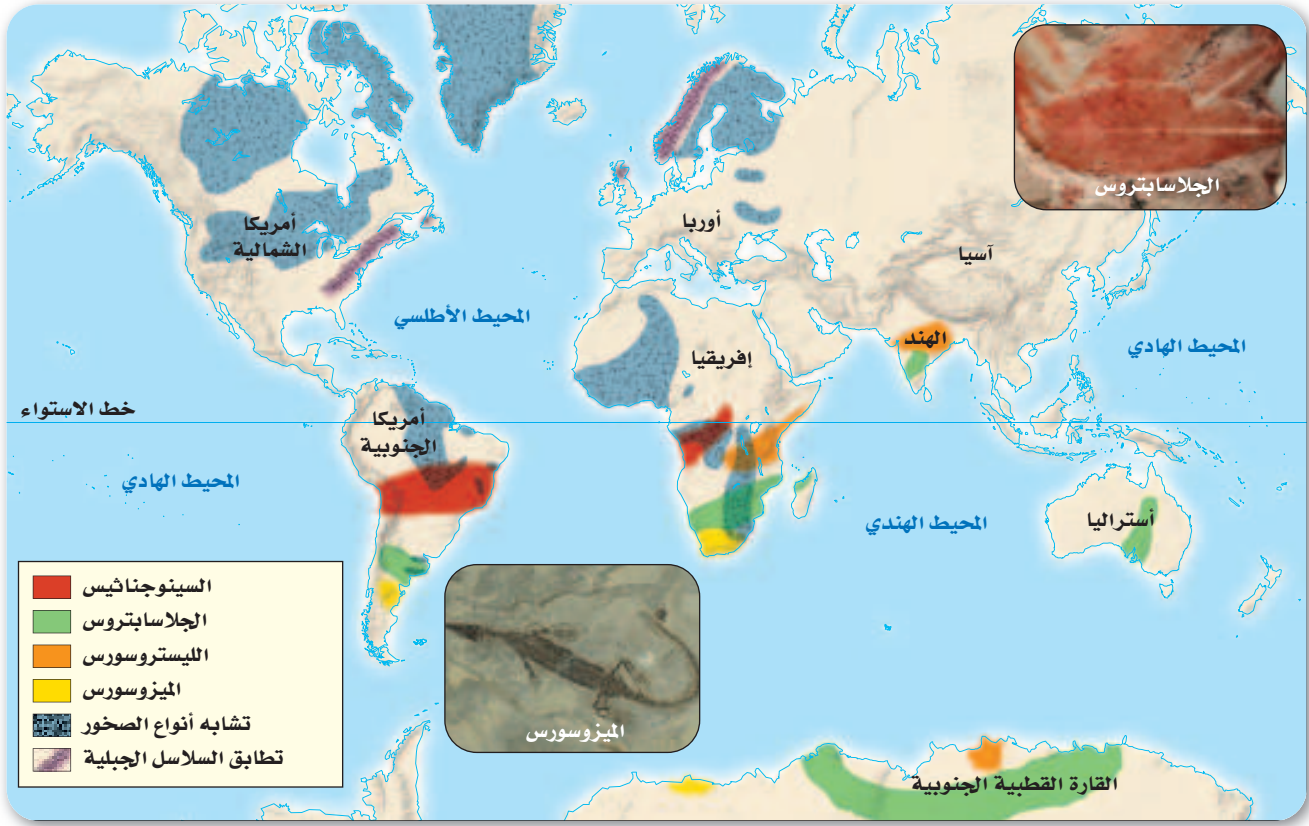 الجلاسابتروس
أمريكا
الشمالية
أوربا
آسيا
المحيط الأطلسي
إفريقيا
الهند
المحيط الهادي
خط الاستواء
أمريكا
الجنوبية
المحيط الهادي
المحيط الهندي
أستراليا
السينوجناثيس
الجلاسابتروس
الليستروسورس
الميزوسورس
تشابه أنواع الصخور
تطابق السلاسل الجبلية
الميزوسورس
القارة القطبية الجنوبية